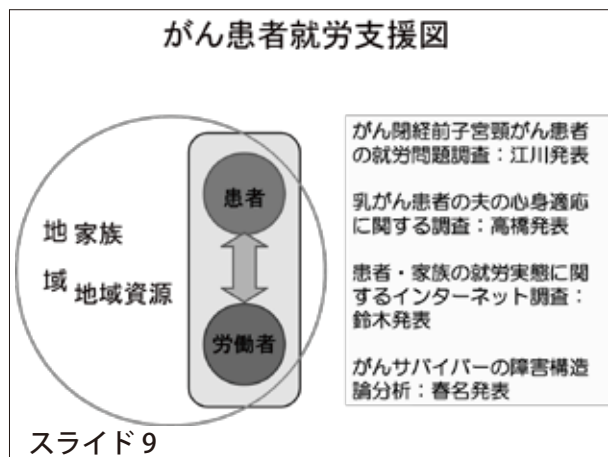 がん患者就労支援図
患者
地 家族
域 地域資源
労働者
がん閉経前子宮頸がん患者
の就労問題調査：江川発表
乳がん患者の夫の心身適応
に関する調査：高橋発表
患者・家族の就労実態に関
するインターネット調査：
鈴木発表
がんサバイバーの障害構造
論分析：春名発表
スライド 9